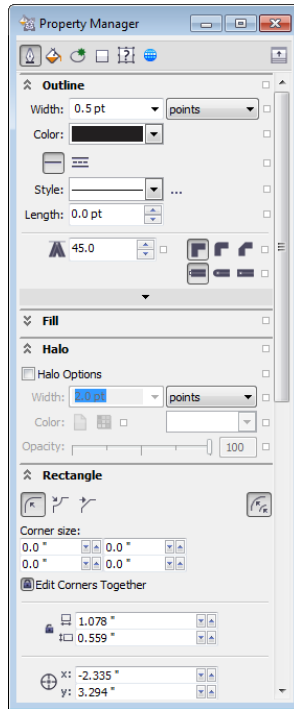 Property Manager
Outline
Width: 0.5 pt points
Color:
Style: ...
Length: 0.0 pt
45.0
Fill
Halo
Halo Options
Width: 2.0 pt points
Color:
Opacity: 100
Rectangle
Corner size:
0.0 " 0.0 "
0.0 " 0.0 "
Edit Corners Together
1.078 "
0.559 "
x: -2.335 "
y: 3.294 "